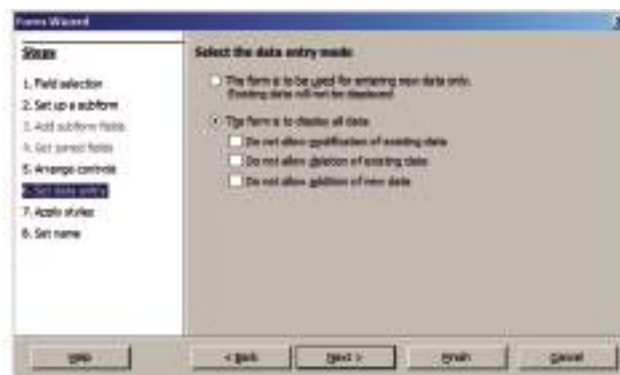 Form Wizard
Steps
1. Field selection
2. Set up a subform
3. Add subform fields
4. Get joined fields
5. Arrange controls
6. Set data entry
7. Apply styles
8. Set name
Select the data entry mode
The form is to be used for entering new data only.
Existing data will not be displayed
The form is to display all data
Do not allow modification of existing data
Do not allow deletion of existing data
Do not allow addition of new data
Help
< Back
Next >
Finish
Cancel